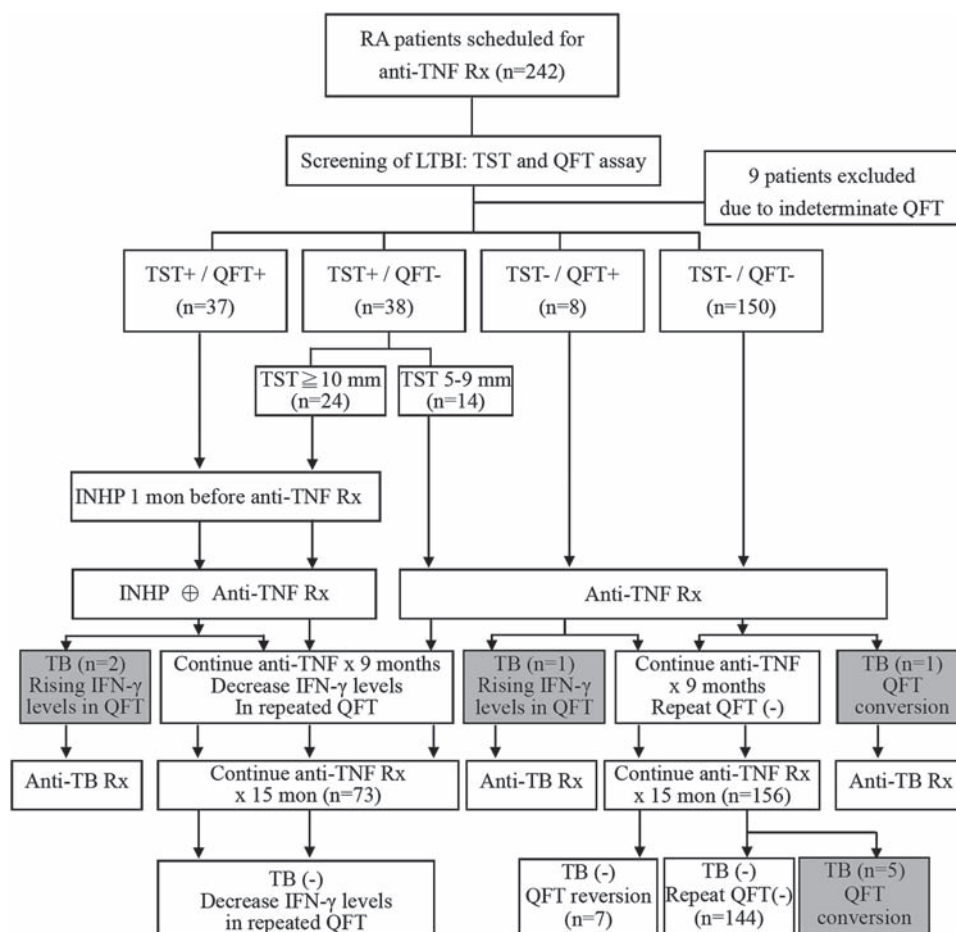 RA patients scheduled for
anti-TNF Rx (n=242)
Screening of LTBI: TST and QFT assay
9 patients excluded
due to indeterminate QFT
TST+ / QFT+
(n=37)
TST+ / QFT-
(n=38)
TST- / QFT+
(n=8)
TST- / QFT-
(n=150)
TST ≧ 10 mm
(n=24)
TST 5-9 mm
(n=14)
INHP 1 mon before anti-TNF Rx
INHP ⊕ Anti-TNF Rx
Anti-TNF Rx
TB (n=2)
Rising IFN-γ
levels in QFT
Continue anti-TNF x 9 months
Decrease IFN-γ levels
In repeated QFT
TB (n=1)
Rising IFN-γ
levels in QFT
Continue anti-TNF
x 9 months
Repeat QFT (-)
TB (n=1)
QFT
conversion
Anti-TB Rx
Continue anti-TNF Rx
x 15 mon (n=73)
Anti-TB Rx
Continue anti-TNF Rx
x 15 mon (n=156)
Anti-TB Rx
TB (-)
Decrease IFN-γ levels
in repeated QFT
TB (-)
QFT reversion
(n=7)
TB (-)
Repeat QFT(-)
(n=144)
TB (n=5)
QFT
conversion